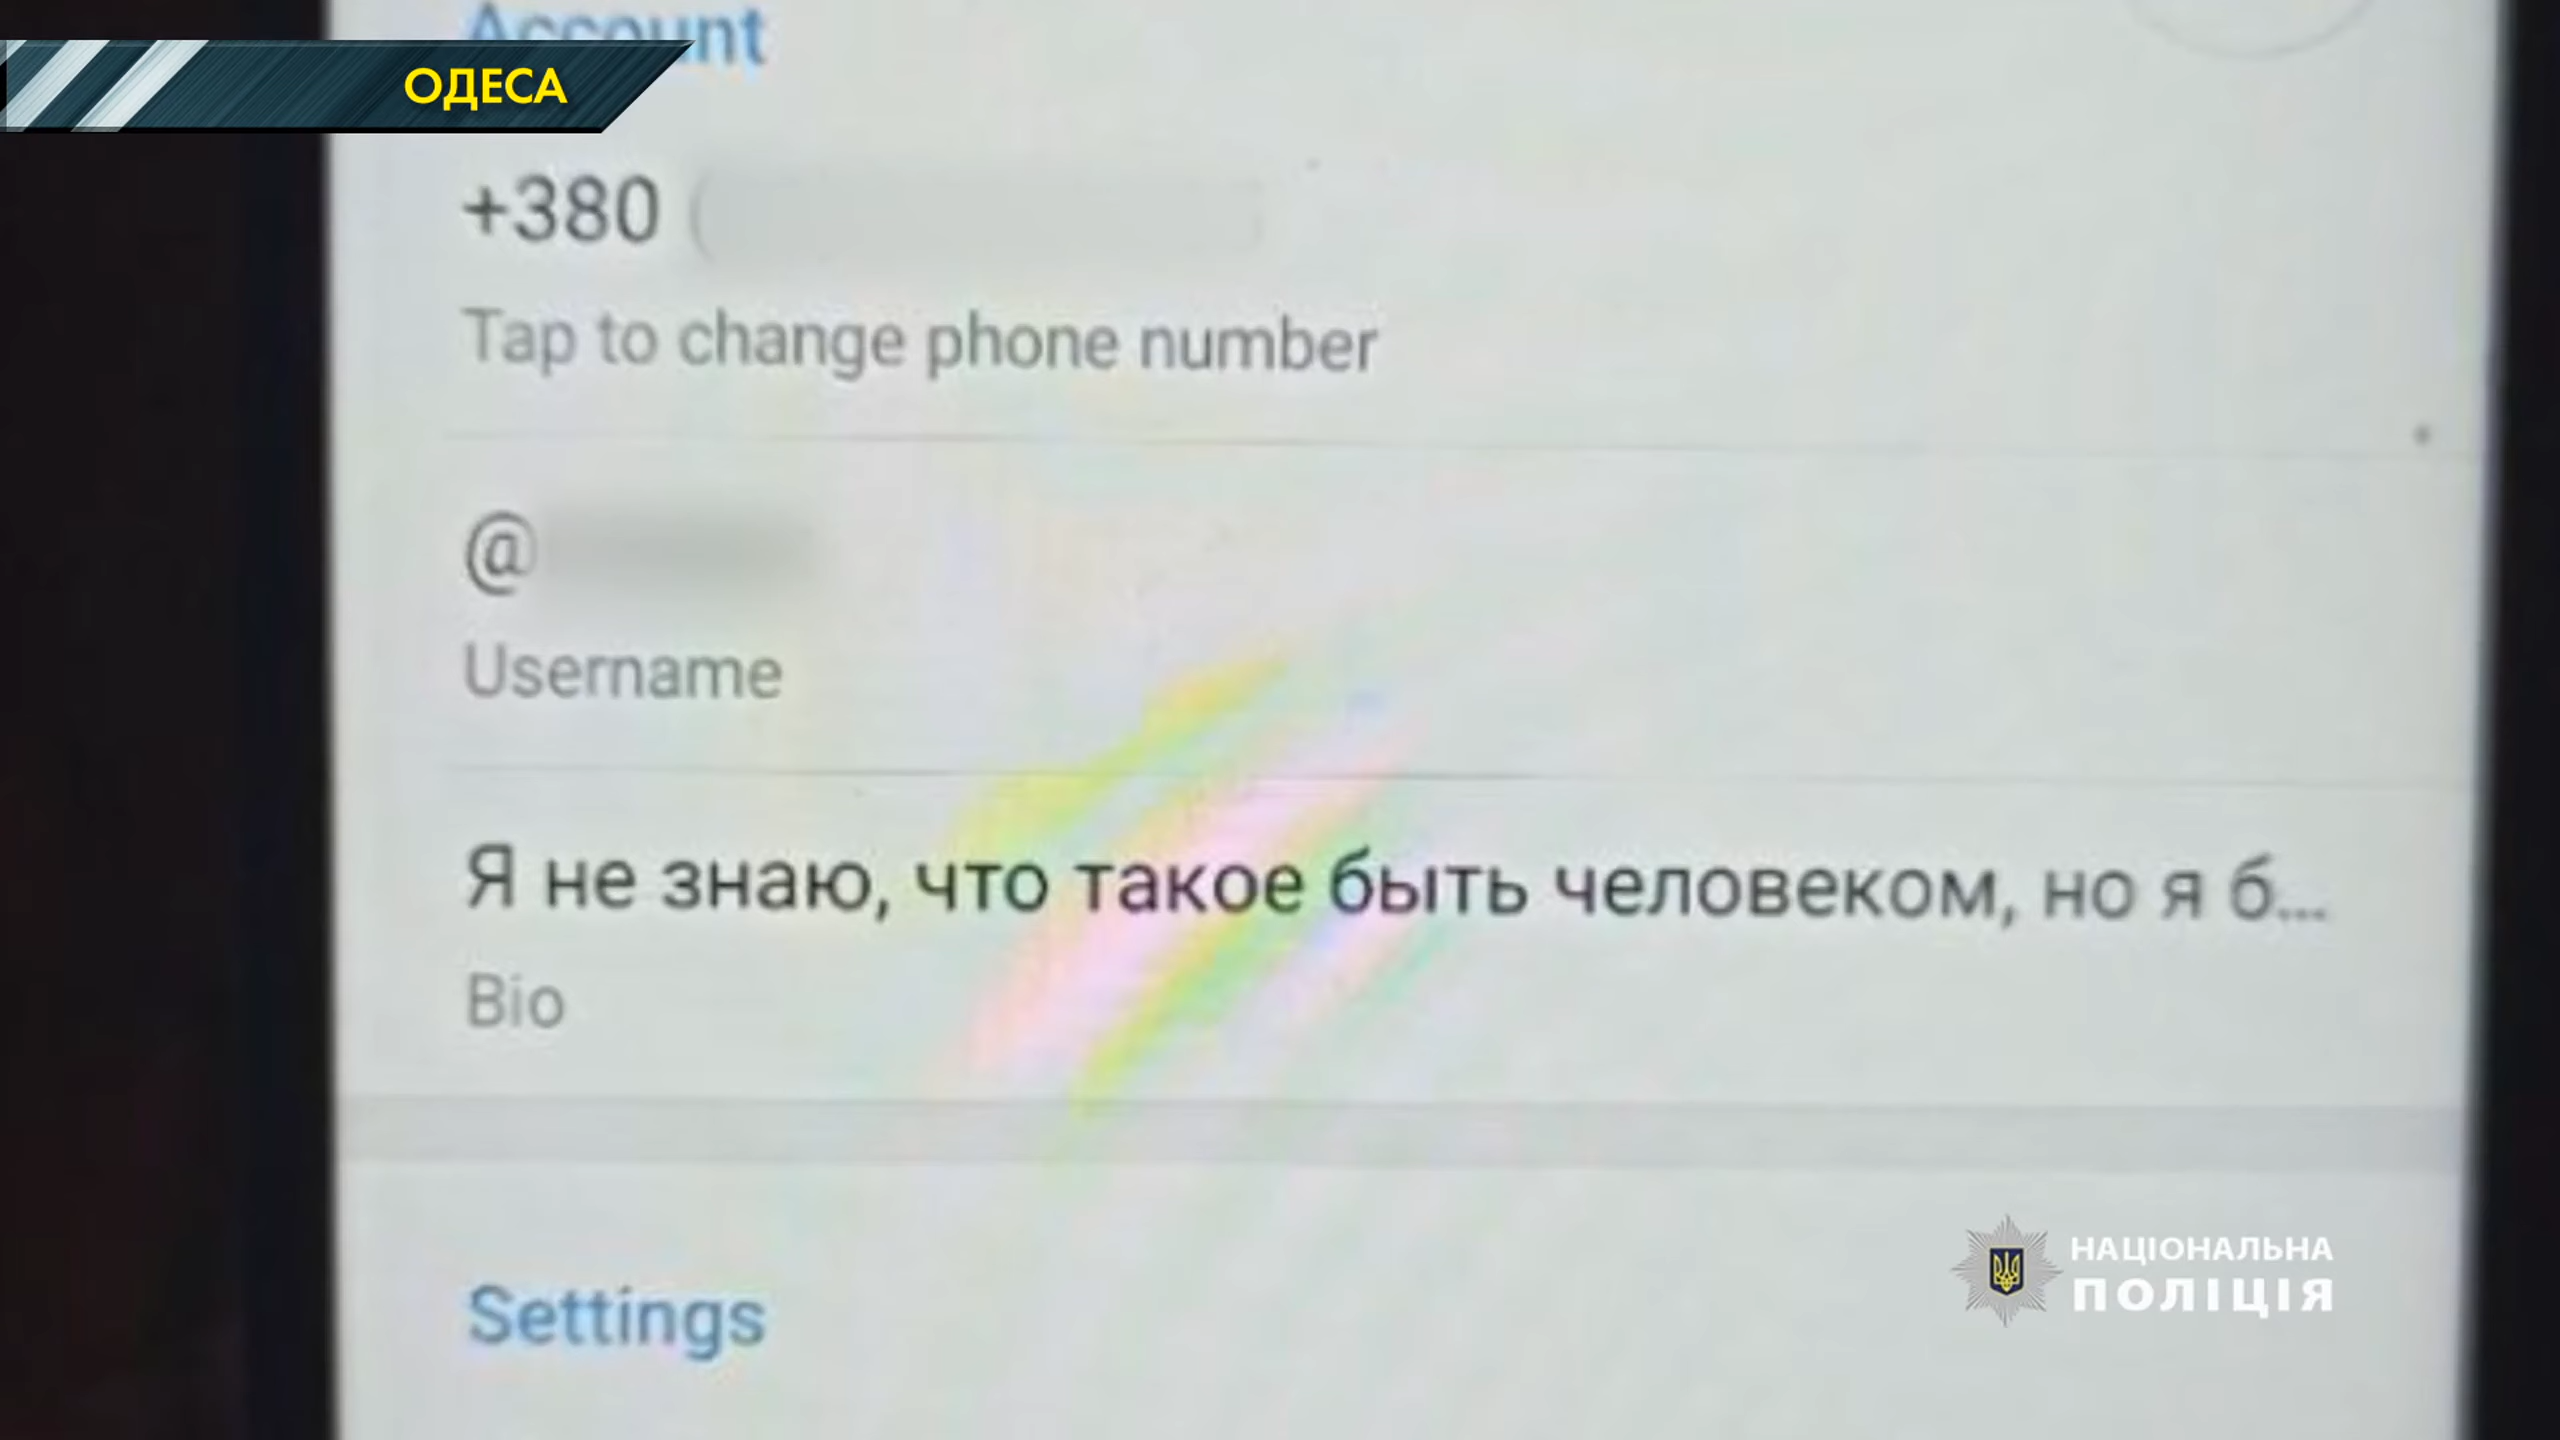 Account
ОДЕСА
+380
Tap to change phone number
@
Username
Я не знаю, что такое быть человеком, но я б...
Bio
Settings
НАЦІОНАЛЬНА
ПОЛІЦІЯ